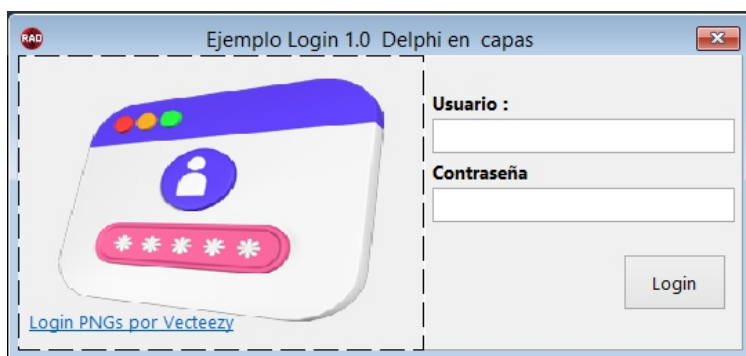 RAD
Ejemplo Login 1.0 Delphi en capas
Usuario :
Contraseña
* * * * *
Login
Login PNGs por Vecteezy